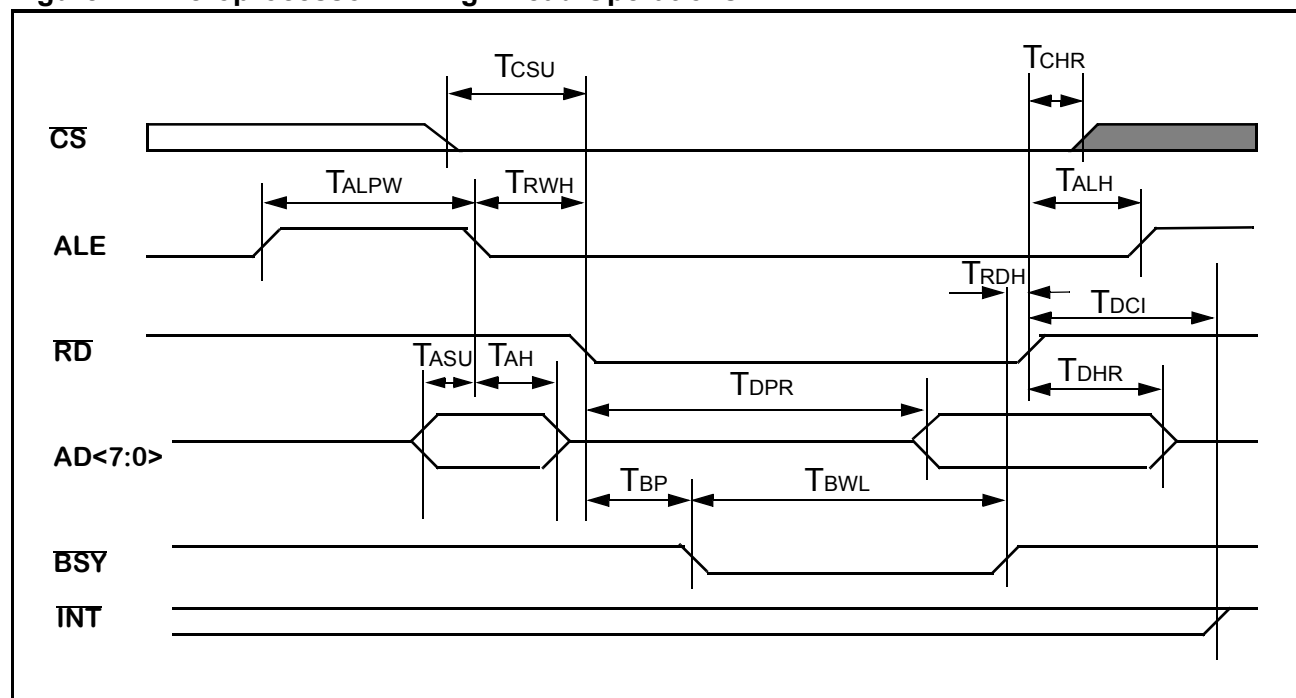 TCSU
TCHR
CS
TALPW
TRWH
TALH
ALE
TRDH
TDCI
RD
TASU
TAH
TDHR
TDPR
AD<7:0>
TBP
TBWL
BSY
INT